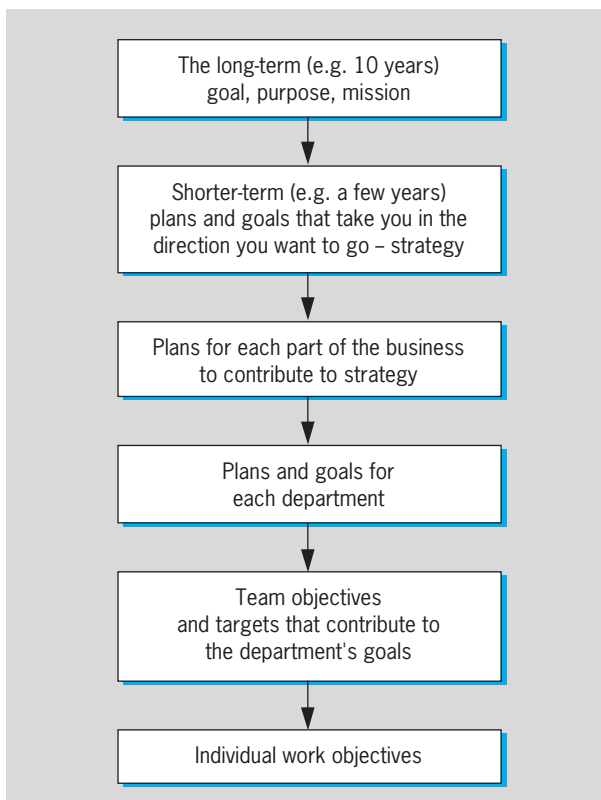 The long-term (e.g. 10 years)
goal, purpose, mission
Shorter-term (e.g. a few years)
plans and goals that take you in the
direction you want to go – strategy
Plans for each part of the business
to contribute to strategy
Plans and goals for
each department
Team objectives
and targets that contribute to
the department's goals
Individual work objectives